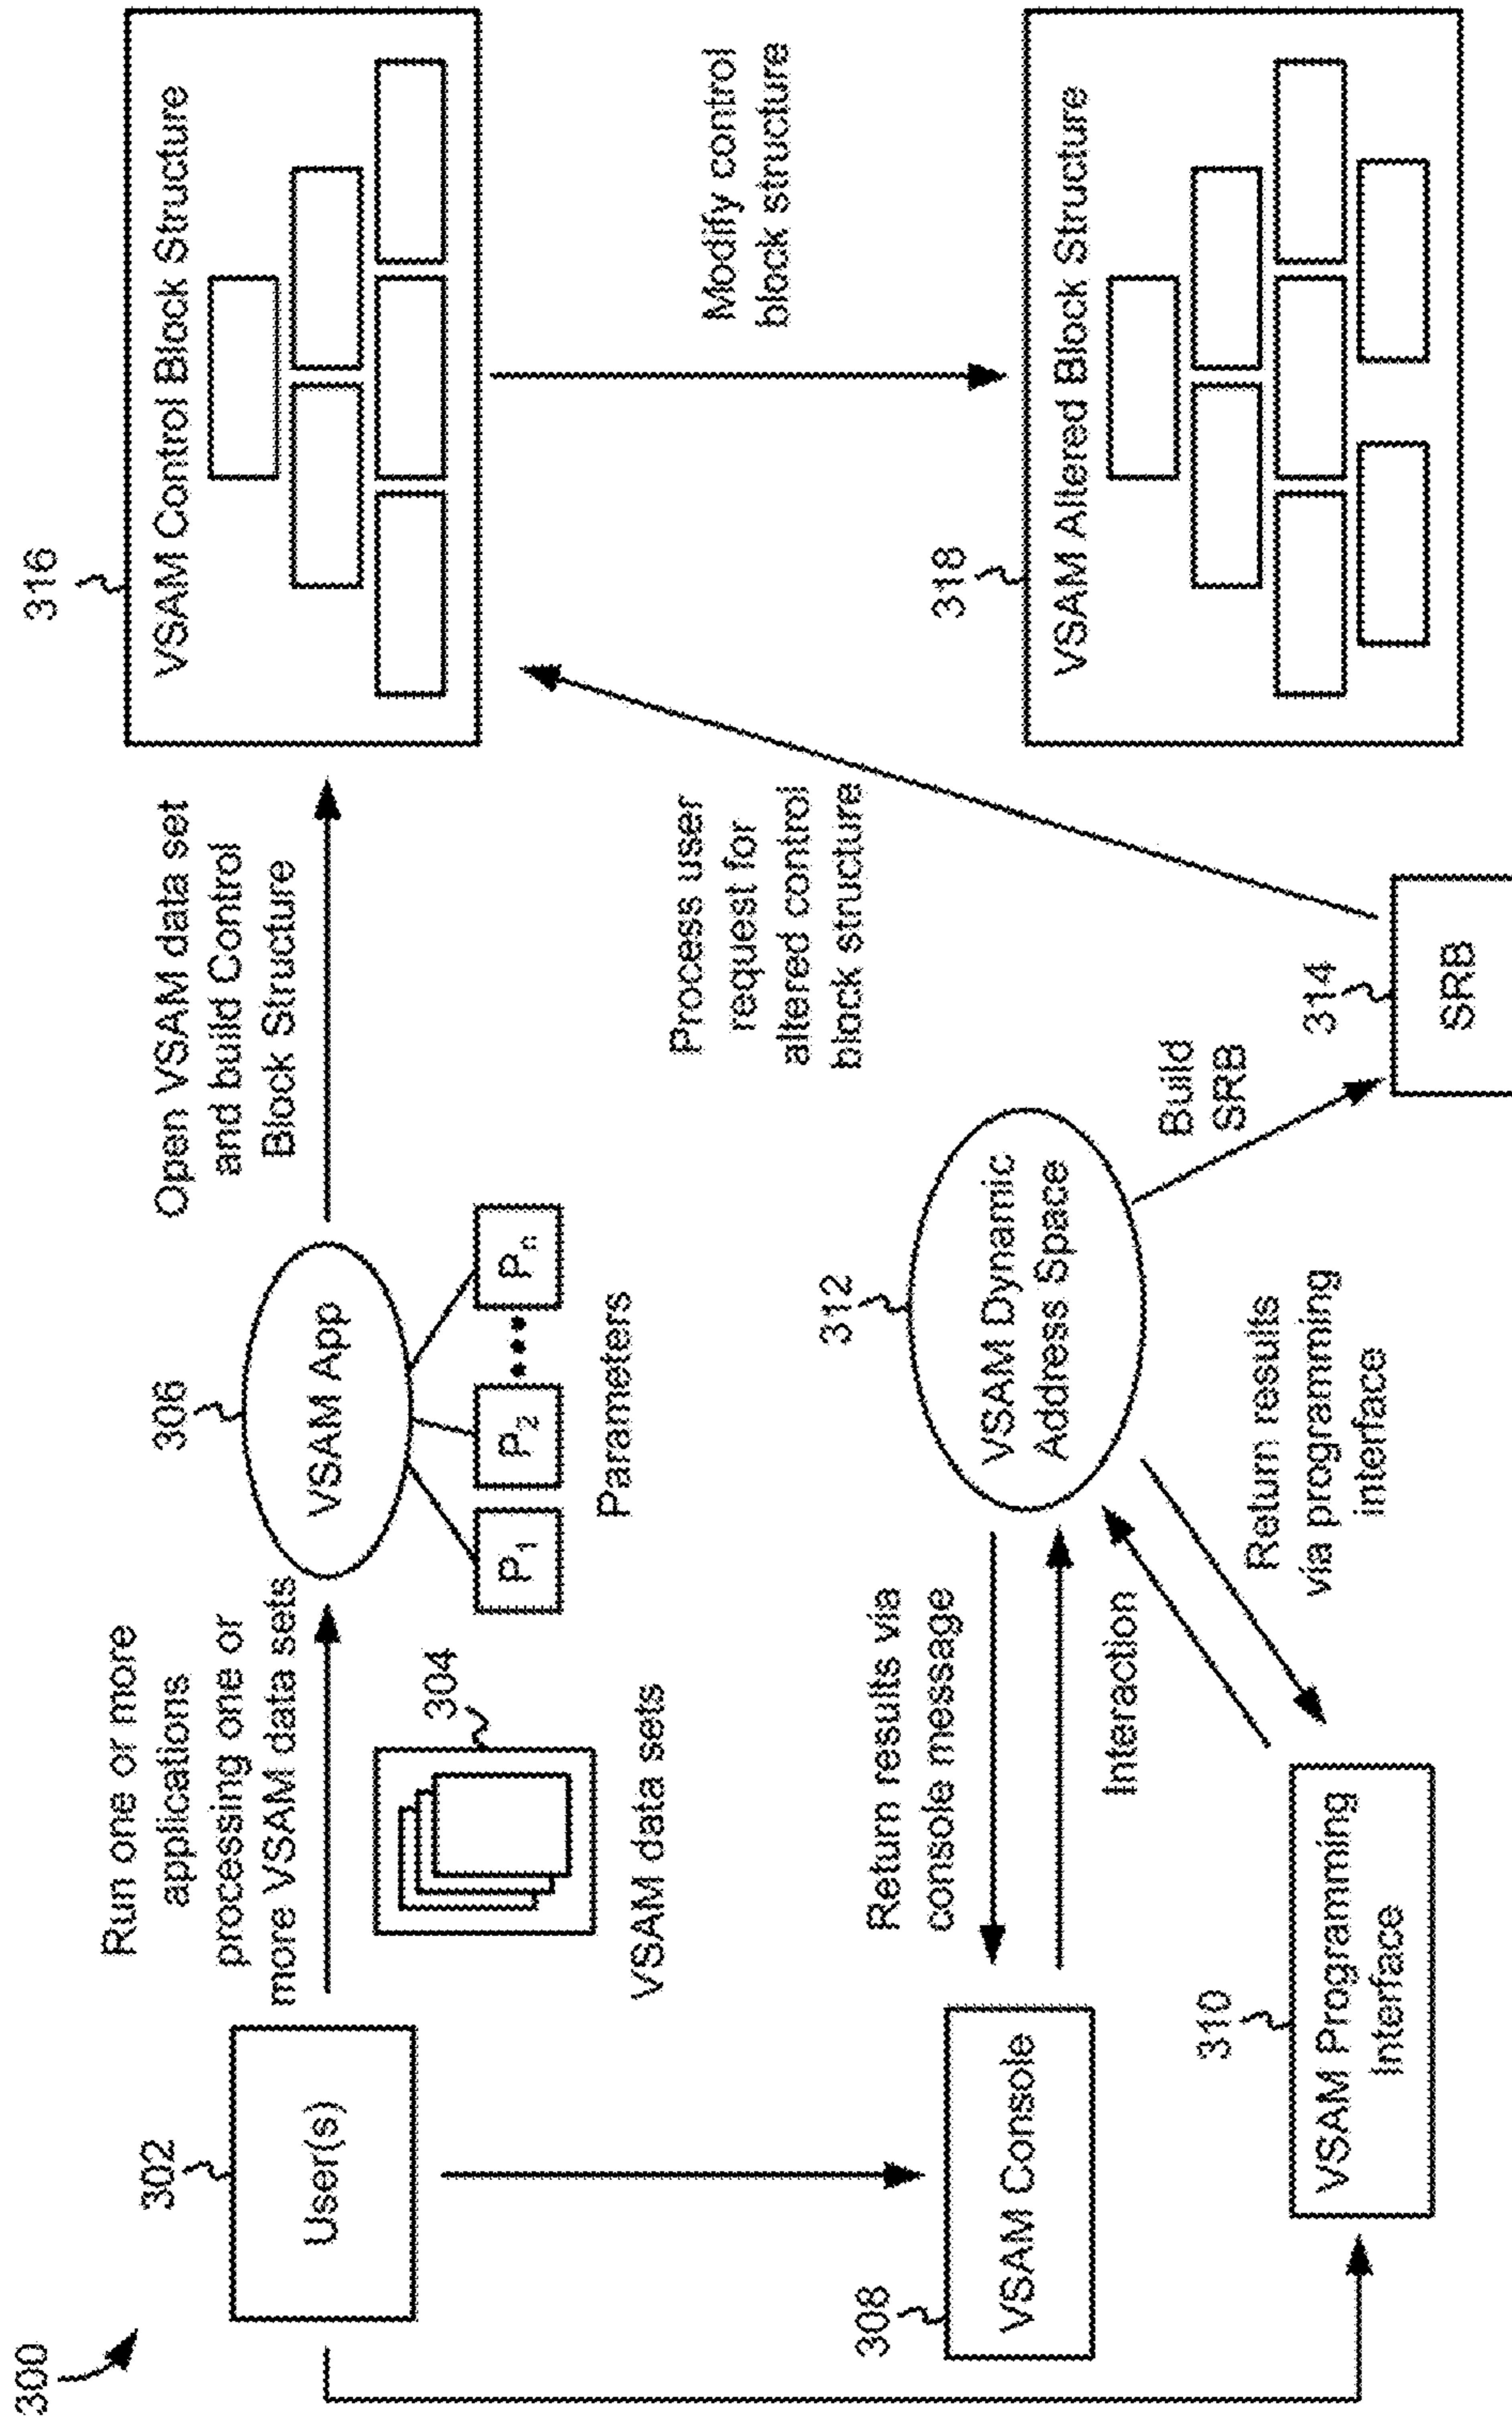 300
302
User(s)
Run one or more
applications
processing one or
more VSAM data sets
304
VSAM data sets
306
VSAM App
P1
P2
Pn
Parameters
Open VSAM data set
and build Control
Block Structure
316
VSAM Control Block Structure
Modify control
block structure
318
VSAM Altered Block Structure
Process user
request for
altered control
block structure
308
VSAM Console
Return results via
console message
Interaction
312
VSAM Dynamic
Address Space
Build
SRB
314
SRB
310
VSAM Programming
Interface
Return results
via programming
interface